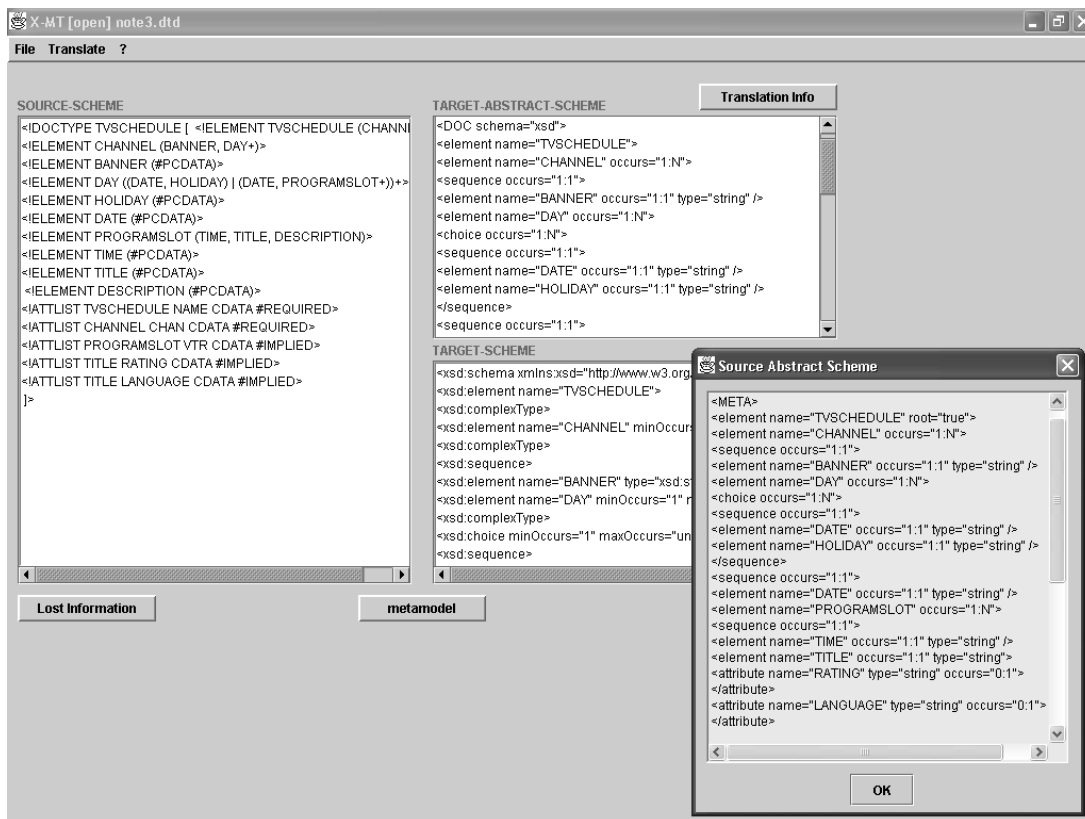 X-MT [open] note3.dtd
File Translate ?
SOURCE-SCHEME
<!DOCTYPE TVSCHEDULE [ <!ELEMENT TVSCHEDULE (CHANNI
<!ELEMENT CHANNEL (BANNER, DAY+)>
<!ELEMENT BANNER (#PCDATA)>
<!ELEMENT DAY ((DATE, HOLIDAY) | (DATE, PROGRAMSLOT+))+>
<!ELEMENT HOLIDAY (#PCDATA)>
<!ELEMENT DATE (#PCDATA)>
<!ELEMENT PROGRAMSLOT (TIME, TITLE, DESCRIPTION)>
<!ELEMENT TIME (#PCDATA)>
<!ELEMENT TITLE (#PCDATA)>
<!ELEMENT DESCRIPTION (#PCDATA)>
<!ATTLIST TVSCHEDULE NAME CDATA #REQUIRED>
<!ATTLIST CHANNEL CHAN CDATA #REQUIRED>
<!ATTLIST PROGRAMSLOT VTR CDATA #IMPLIED>
<!ATTLIST TITLE RATING CDATA #IMPLIED>
<!ATTLIST TITLE LANGUAGE CDATA #IMPLIED>
]>
Lost Information
metamodel
Translation Info
TARGET-ABSTRACT-SCHEME
<DOC schema="xsd">
<element name="TVSCHEDULE">
<element name="CHANNEL" occurs="1:N">
<sequence occurs="1:1">
<element name="BANNER" occurs="1:1" type="string" />
<element name="DAY" occurs="1:N">
<choice occurs="1:N">
<sequence occurs="1:1">
<element name="DATE" occurs="1:1" type="string" />
<element name="HOLIDAY" occurs="1:1" type="string" />
</sequence>
<sequence occurs="1:1">
TARGET-SCHEME
<xsd:schema xmlns:xsd="http://www.w3.org.
<xsd:element name="TVSCHEDULE">
<xsd:complexType>
<xsd:element name="CHANNEL" minOccur
<xsd:complexType>
<xsd:sequence>
<xsd:element name="BANNER" type="xsd:s
<xsd:element name="DAY" minOccurs="1" 
<xsd:complexType>
<xsd:choice minOccurs="1" maxOccurs="un
<xsd:sequence>
Source Abstract Scheme
<META>
<element name="TVSCHEDULE" root="true">
<element name="CHANNEL" occurs="1:N">
<sequence occurs="1:1">
<element name="BANNER" occurs="1:1" type="string" />
<element name="DAY" occurs="1:N">
<choice occurs="1:N">
<sequence occurs="1:1">
<element name="DATE" occurs="1:1" type="string" />
<element name="HOLIDAY" occurs="1:1" type="string" />
</sequence>
<sequence occurs="1:1">
<element name="DATE" occurs="1:1" type="string" />
<element name="PROGRAMSLOT" occurs="1:N">
<sequence occurs="1:1">
<element name="TIME" occurs="1:1" type="string" />
<element name="TITLE" occurs="1:1" type="string">
<attribute name="RATING" type="string" occurs="0:1">
</attribute>
<attribute name="LANGUAGE" type="string" occurs="0:1">
</attribute>
OK